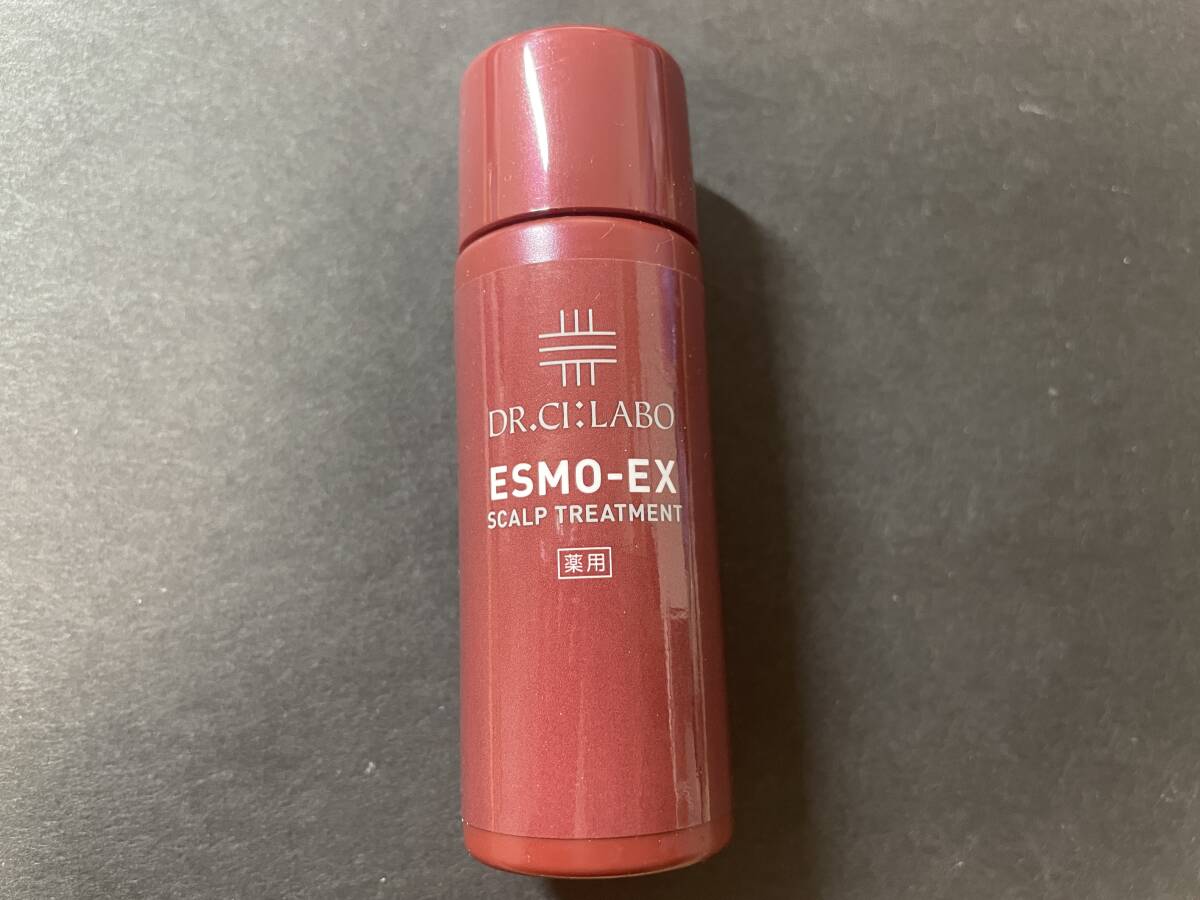 DR.CI:LABO
ESMO-EX
SCALP TREATMENT
薬用